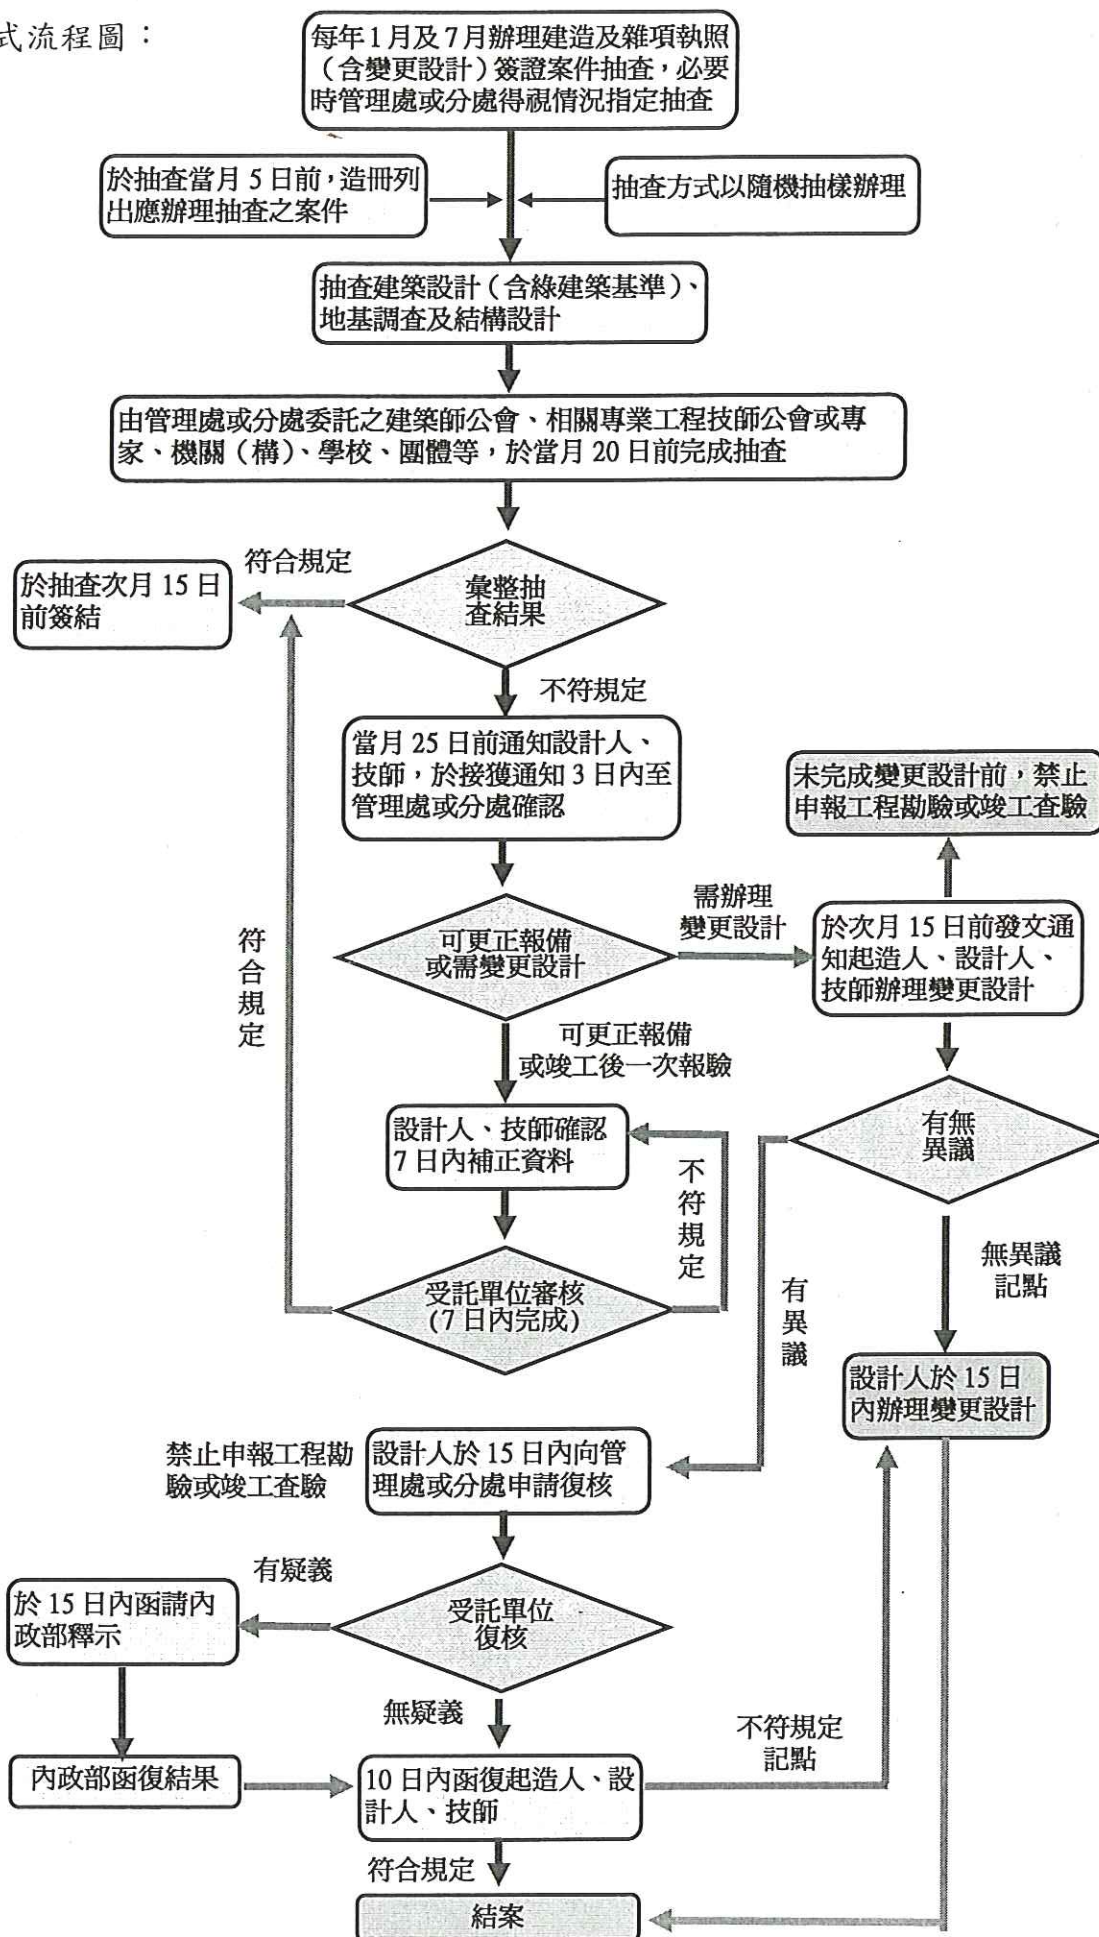 式流程圖：
每年1月及7月辦理建造及雜項執照
（含變更設計）簽證案件抽查，必要
時管理處或分處得視情況指定抽查
於抽查當月 5 日前，造冊列
出應辦理抽查之案件
抽查方式以隨機抽樣辦理
抽查建築設計（含綠建築基準）、
地基調查及結構設計
由管理處或分處委託之建築師公會、相關專業工程技師公會或專
家、機關（構）、學校、團體等，於當月 20 日前完成抽查
符合規定
於抽查次月 15 日
前簽結
彙整抽
查結果
不符規定
當月 25 日前通知設計人、
技師，於接獲通知 3 日內至
管理處或分處確認
未完成變更設計前，禁止
申報工程勘驗或竣工查驗
需辦理
變更設計
可更正報備
或需變更設計
於次月 15 日前發文通
知起造人、設計人、
技師辦理變更設計
符合規定
可更正報備
或竣工後一次報驗
設計人、技師確認
7 日內補正資料
不符規定
有無
異議
無異議
記點
有異議
受託單位審核
(7 日內完成)
設計人於 15 日
內辦理變更設計
禁止申報工程勘
驗或竣工查驗
設計人於 15 日內向管
理處或分處申請復核
有疑義
於 15 日內函請內
政部釋示
受託單位
復核
無疑義
不符規定
記點
內政部函復結果
10 日內函復起造人、設
計人、技師
符合規定
結案